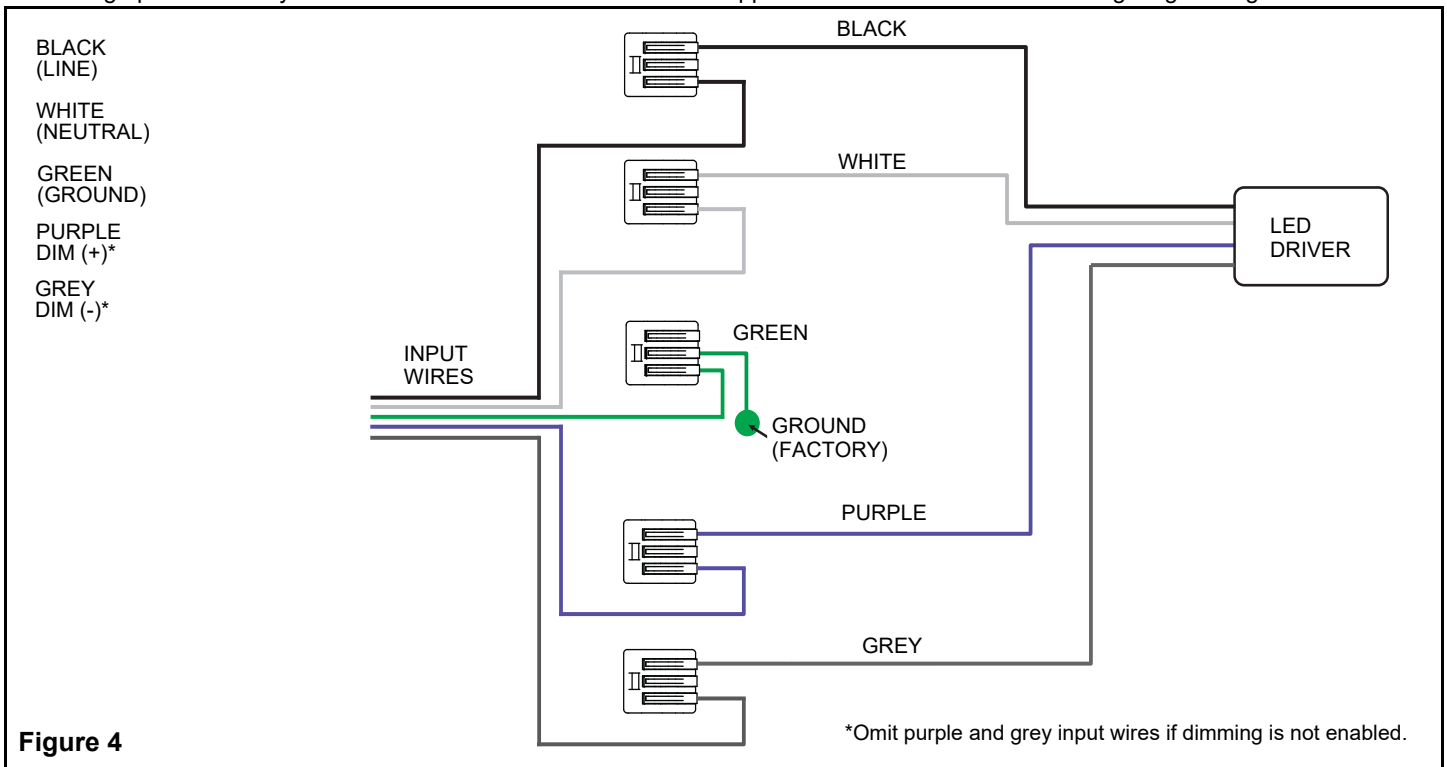 BLACK
(LINE)
WHITE
(NEUTRAL)
GREEN
(GROUND)
PURPLE
DIM (+)*
GREY
DIM (-)*
INPUT
WIRES
BLACK
WHITE
GREEN
GROUND
(FACTORY)
PURPLE
GREY
LED
DRIVER
Figure 4
*Omit purple and grey input wires if dimming is not enabled.